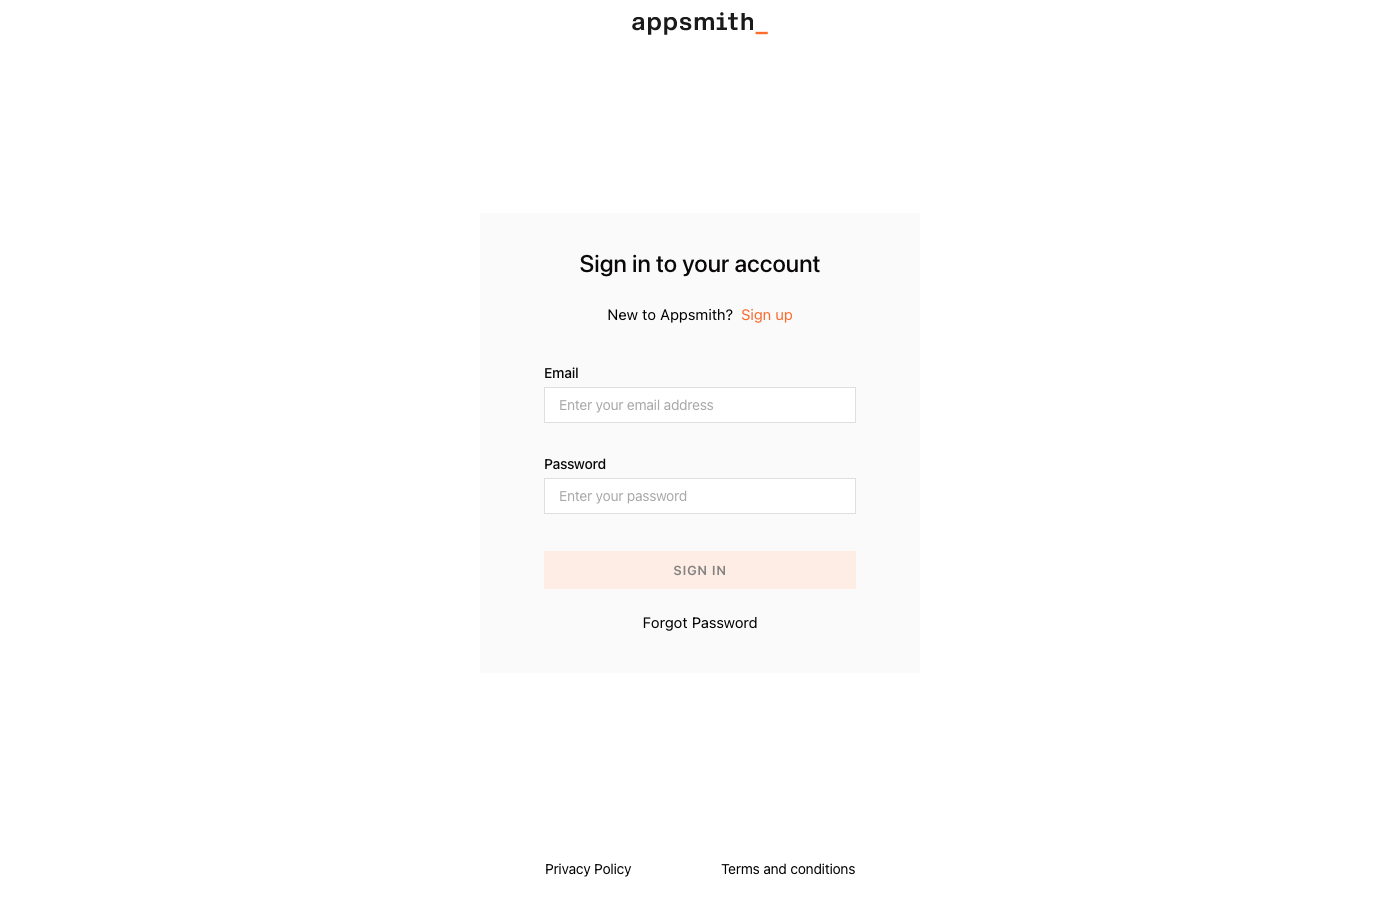 appsmith_
Sign in to your account
New to Appsmith? Sign up
Email
Enter your email address
Password
Enter your password
SIGN IN
Forgot Password
Privacy Policy Terms and conditions